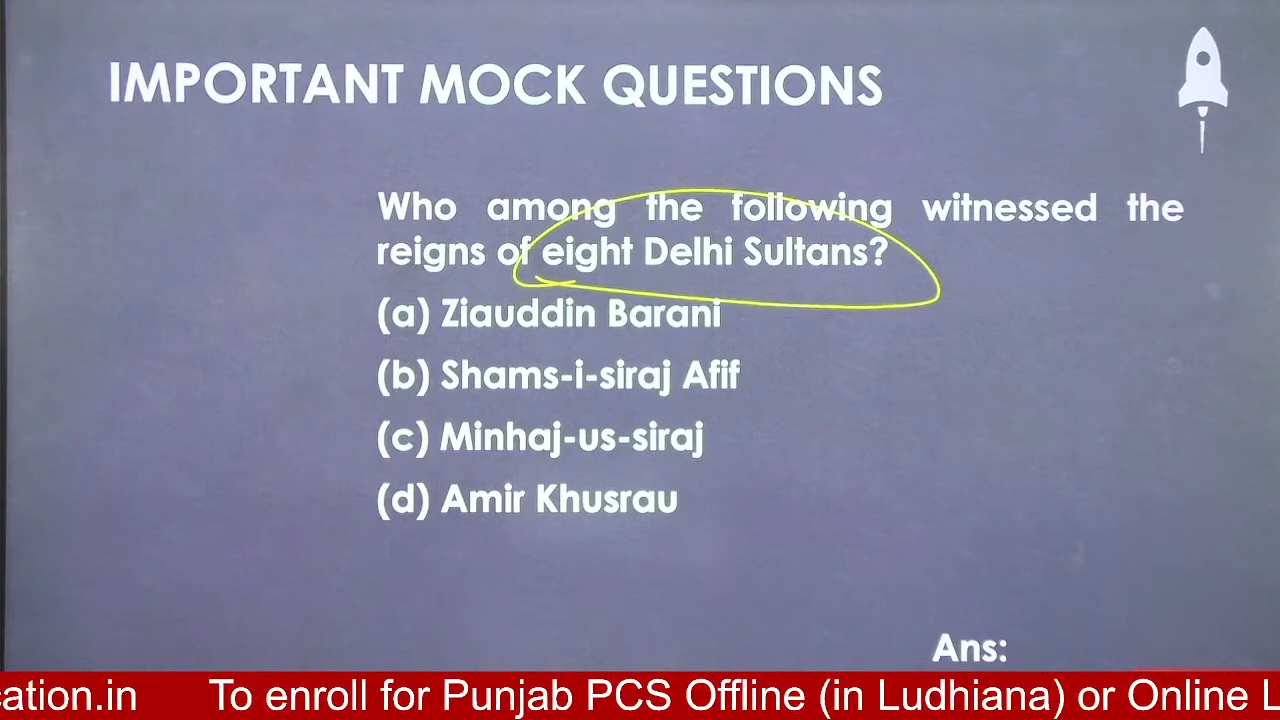 IMPORTANT MOCK QUESTIONS
Who among the following witnessed the
reigns of eight Delhi Sultans?
(a) Ziauddin Barani
(b) Shams-i-siraj Afif
(c) Minhaj-us-siraj
(d) Amir Khusrau
Ans:
cation.in To enroll for Punjab PCS Offline (in Ludhiana) or Online L